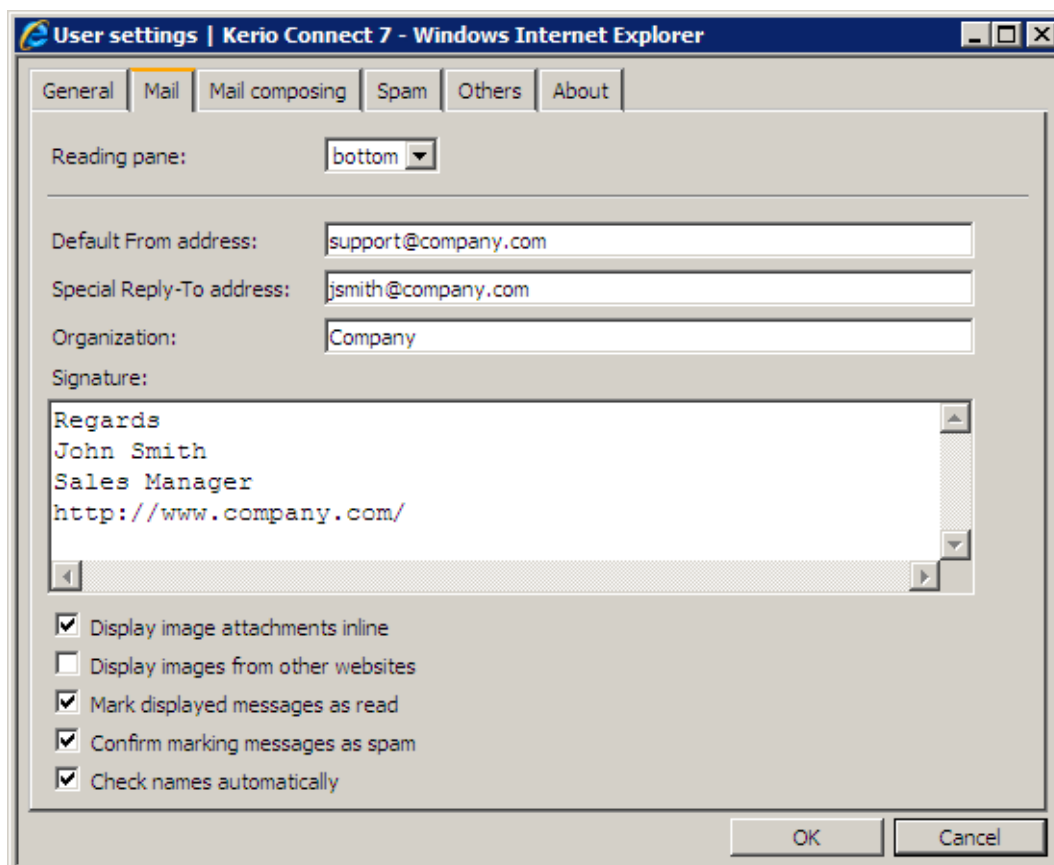 User settings | Kerio Connect 7 - Windows Internet Explorer
General Mail Mail composing Spam Others About
Reading pane: bottom
Default From address: support@company.com
Special Reply-To address: jsmith@company.com
Organization: Company
Signature:
Regards
John Smith
Sales Manager
http://www.company.com/
Display image attachments inline
Display images from other websites
Mark displayed messages as read
Confirm marking messages as spam
Check names automatically
OK Cancel